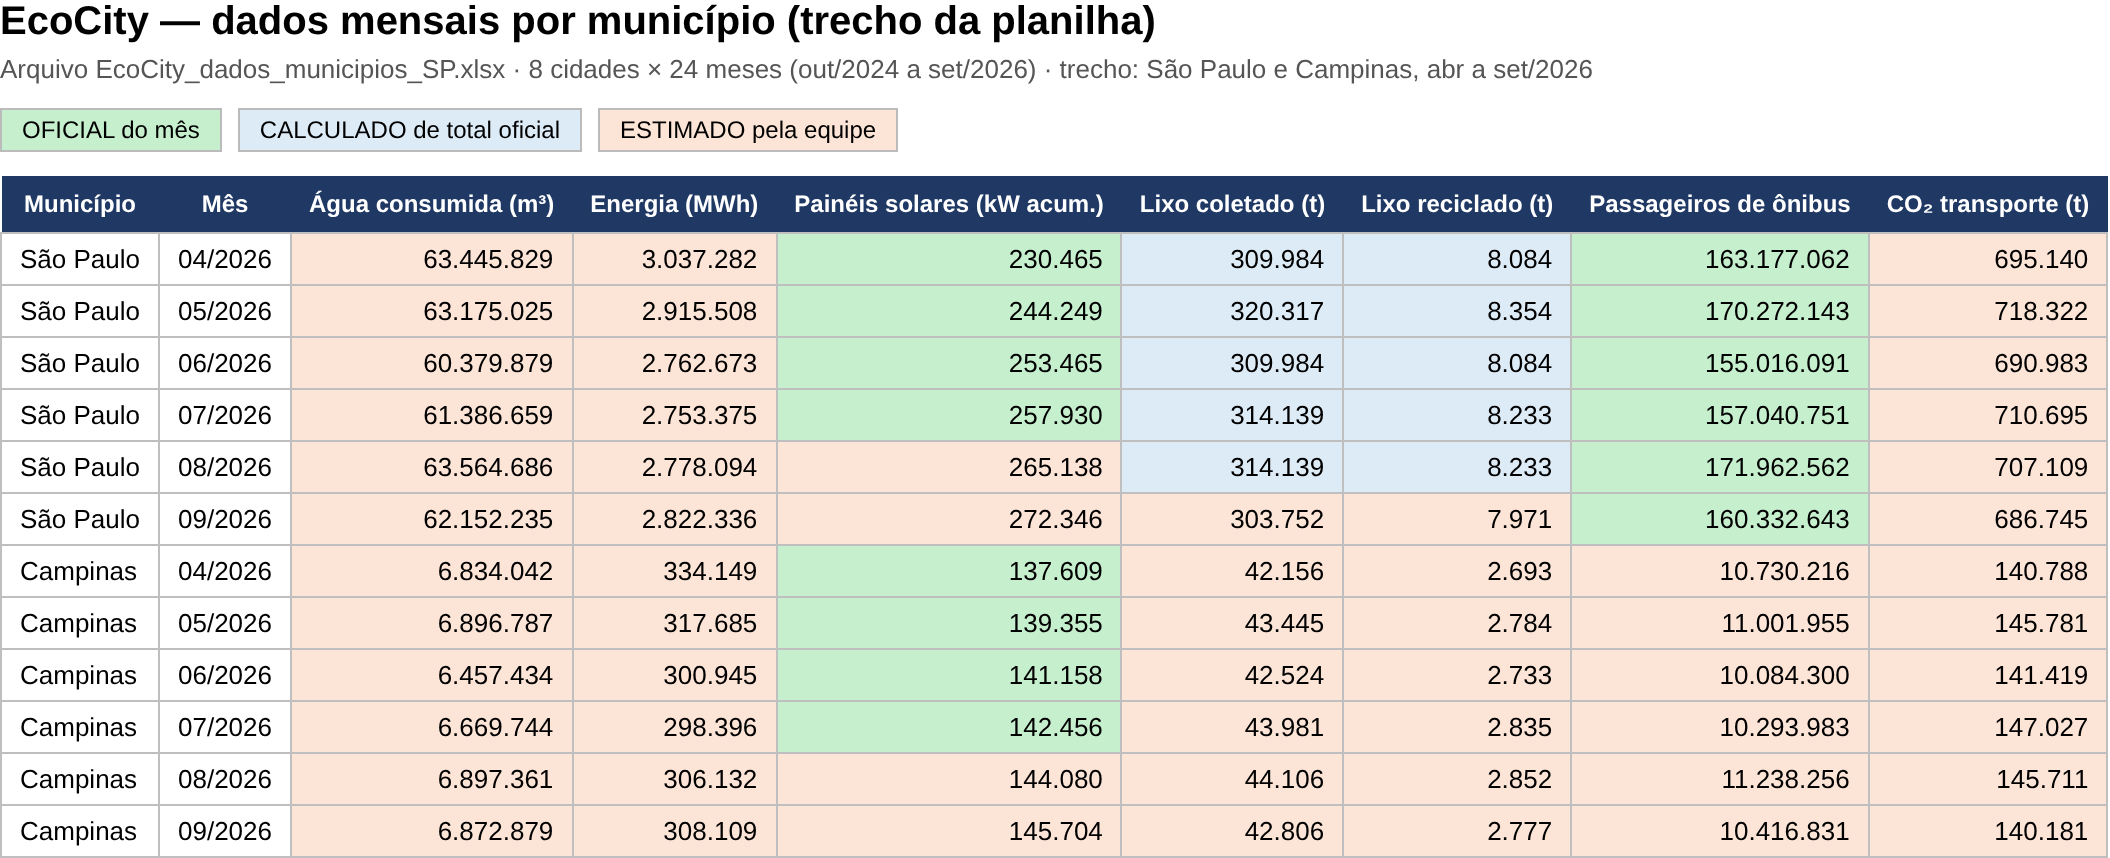 EcoCity — dados mensais por município (trecho da planilha)
Arquivo EcoCity_dados_municipios_SP.xlsx · 8 cidades × 24 meses (out/2024 a set/2026) · trecho: São Paulo e Campinas, abr a set/2026
OFICIAL do mês CALCULADO de total oficial ESTIMADO pela equipe
Município Mês Água consumida (m³) Energia (MWh) Painéis solares (kW acum.) Lixo coletado (t) Lixo reciclado (t) Passageiros de ônibus CO₂ transporte (t)
São Paulo 04/2026 63.445.829 3.037.282 230.465 309.984 8.084 163.177.062 695.140
São Paulo 05/2026 63.175.025 2.915.508 244.249 320.317 8.354 170.272.143 718.322
São Paulo 06/2026 60.379.879 2.762.673 253.465 309.984 8.084 155.016.091 690.983
São Paulo 07/2026 61.386.659 2.753.375 257.930 314.139 8.233 157.040.751 710.695
São Paulo 08/2026 63.564.686 2.778.094 265.138 314.139 8.233 171.962.562 707.109
São Paulo 09/2026 62.152.235 2.822.336 272.346 303.752 7.971 160.332.643 686.745
Campinas 04/2026 6.834.042 334.149 137.609 42.156 2.693 10.730.216 140.788
Campinas 05/2026 6.896.787 317.685 139.355 43.445 2.784 11.001.955 145.781
Campinas 06/2026 6.457.434 300.945 141.158 42.524 2.733 10.084.300 141.419
Campinas 07/2026 6.669.744 298.396 142.456 43.981 2.835 10.293.983 147.027
Campinas 08/2026 6.897.361 306.132 144.080 44.106 2.852 11.238.256 145.711
Campinas 09/2026 6.872.879 308.109 145.704 42.806 2.777 10.416.831 140.181